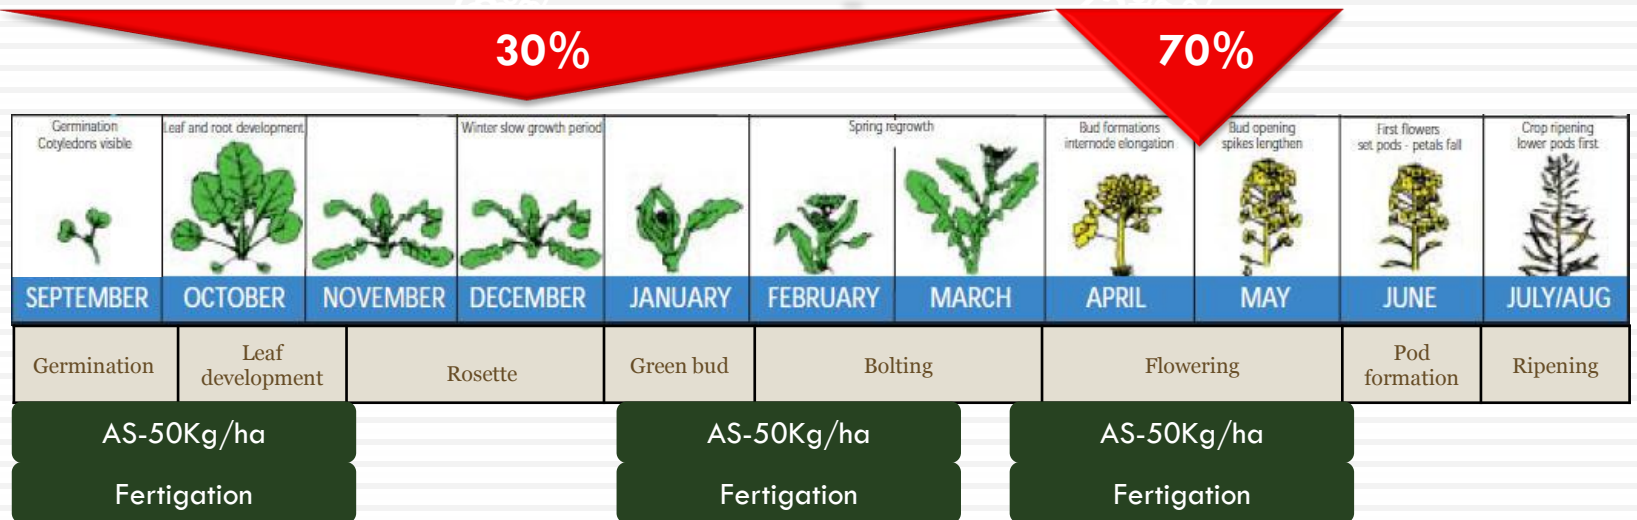 30%
70%
Germination
Cotyledons visible
Leaf and root development
Winter slow growth period
Spring regrowth
Bud formations
internode elongation
Bud opening
spikes lengthen
First flowers
set pods - petals fall
Crop ripening
lower pods first
SEPTEMBER
OCTOBER
NOVEMBER
DECEMBER
JANUARY
FEBRUARY
MARCH
APRIL
MAY
JUNE
JULY/AUG
Germination
Leaf
development
Rosette
Green bud
Bolting
Flowering
Pod
formation
Ripening
AS-50Kg/ha
AS-50Kg/ha
AS-50Kg/ha
Fertigation
Fertigation
Fertigation